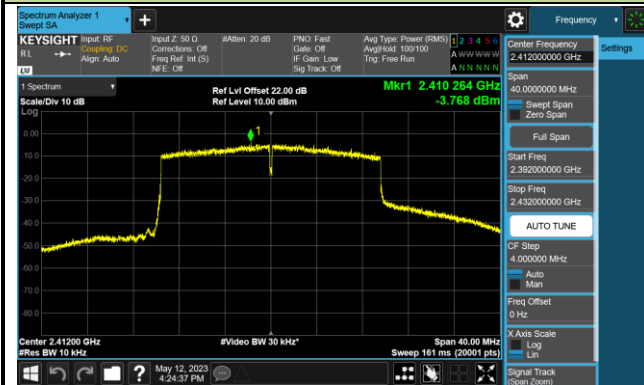 Spectrum Analyzer 1
Swept SA
+
Frequency
KEYSIGHT Input: RF Input Z: 50 Ω #Atten: 20 dB PNO: Fast Avg Type: Power (RMS) 1 2 3 4 5 6
RL Coupling: DC Corrections: Off Gate: Off Avg|Hold: 100/100 A WW W W W
Align: Auto Freq Ref: Int (S) IF Gain: Low Trig: Free Run
LXI NFE: Off Sig Track: Off A N N N N N
1 Spectrum
Scale/Div 10 dB
Ref Lvl Offset 22.00 dB
Ref Level 10.00 dBm
Mkr1 2.410 264 GHz
-3.768 dBm
Log
1
0.00
-10.0
-20.0
-30.0
-40.0
-50.0
-60.0
-70.0
-80.0
Center 2.41200 GHz
#Res BW 10 kHz
#Video BW 30 kHz*
Span 40.00 MHz
Sweep 161 ms (20001 pts)
Center Frequency
2.412000000 GHz
Settings
Span
40.0000000 MHz
Swept Span
Zero Span
Full Span
Start Freq
2.392000000 GHz
Stop Freq
2.432000000 GHz
AUTO TUNE
CF Step
4.000000 MHz
Auto
Man
Freq Offset
0 Hz
X Axis Scale
Log
Lin
Signal Track
(Span Zoom)
?
May 12, 2023
4:24:37 PM